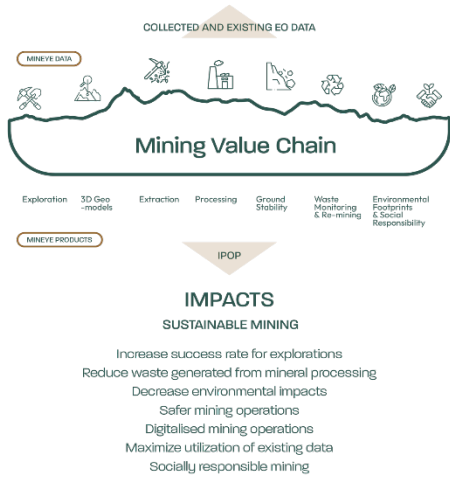 COLLECTED AND EXISTING EO DATA
MINEYE DATA
Mining Value Chain
Exploration
3D Geo
-models
Extraction
Processing
Ground
Stability
Waste
Monitoring
& Re-mining
Environmental
Footprints
& Social
Responsibility
MINEYE PRODUCTS
IPOP
IMPACTS
SUSTAINABLE MINING
Increase success rate for explorations
Reduce waste generated from mineral processing
Decrease environmental impacts
Safer mining operations
Digitalised mining operations
Maximize utilization of existing data
Socially responsible mining